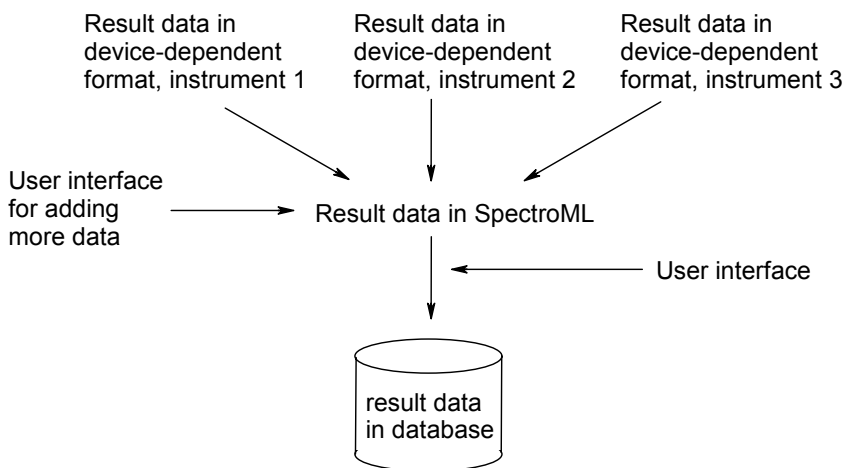 Result data in
device-dependent
format, instrument 1
Result data in
device-dependent
format, instrument 2
Result data in
device-dependent
format, instrument 3
User interface
for adding
more data
Result data in SpectroML
User interface
result data
in database